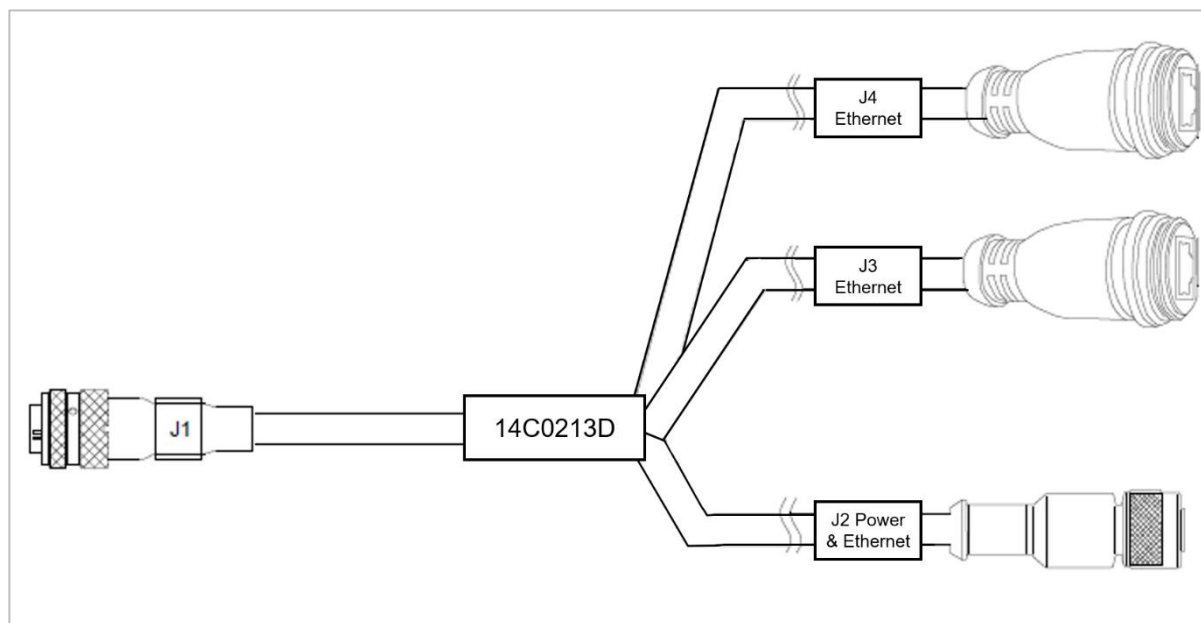 J4
Ethernet
J3
Ethernet
J1
14C0213D
J2 Power
& Ethernet